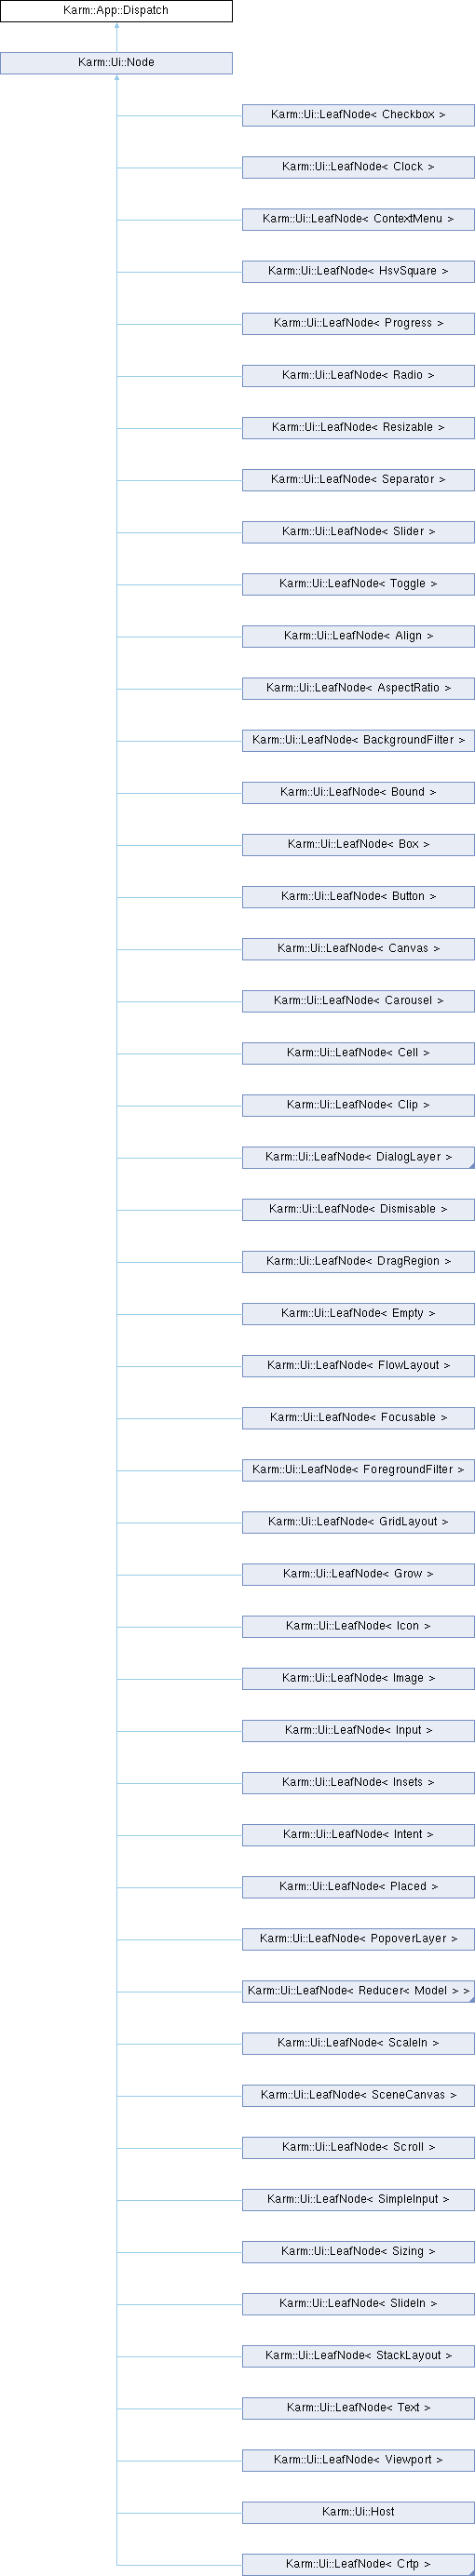 Karm::App::Dispatch
Karm::Ui::Node
Karm::Ui::LeafNode< Checkbox >
Karm::Ui::LeafNode< Clock >
Karm::Ui::LeafNode< ContextMenu >
Karm::Ui::LeafNode< HsvSquare >
Karm::Ui::LeafNode< Progress >
Karm::Ui::LeafNode< Radio >
Karm::Ui::LeafNode< Resizable >
Karm::Ui::LeafNode< Separator >
Karm::Ui::LeafNode< Slider >
Karm::Ui::LeafNode< Toggle >
Karm::Ui::LeafNode< Align >
Karm::Ui::LeafNode< AspectRatio >
Karm::Ui::LeafNode< BackgroundFilter >
Karm::Ui::LeafNode< Bound >
Karm::Ui::LeafNode< Box >
Karm::Ui::LeafNode< Button >
Karm::Ui::LeafNode< Canvas >
Karm::Ui::LeafNode< Carousel >
Karm::Ui::LeafNode< Cell >
Karm::Ui::LeafNode< Clip >
Karm::Ui::LeafNode< DialogLayer >
Karm::Ui::LeafNode< Dismisable >
Karm::Ui::LeafNode< DragRegion >
Karm::Ui::LeafNode< Empty >
Karm::Ui::LeafNode< FlowLayout >
Karm::Ui::LeafNode< Focusable >
Karm::Ui::LeafNode< ForegroundFilter >
Karm::Ui::LeafNode< GridLayout >
Karm::Ui::LeafNode< Grow >
Karm::Ui::LeafNode< Icon >
Karm::Ui::LeafNode< Image >
Karm::Ui::LeafNode< Input >
Karm::Ui::LeafNode< Insets >
Karm::Ui::LeafNode< Intent >
Karm::Ui::LeafNode< Placed >
Karm::Ui::LeafNode< PopoverLayer >
Karm::Ui::LeafNode< Reducer< Model > >
Karm::Ui::LeafNode< ScaleIn >
Karm::Ui::LeafNode< SceneCanvas >
Karm::Ui::LeafNode< Scroll >
Karm::Ui::LeafNode< SimpleInput >
Karm::Ui::LeafNode< Sizing >
Karm::Ui::LeafNode< SlideIn >
Karm::Ui::LeafNode< StackLayout >
Karm::Ui::LeafNode< Text >
Karm::Ui::LeafNode< Viewport >
Karm::Ui::Host
Karm::Ui::LeafNode< Crtp >